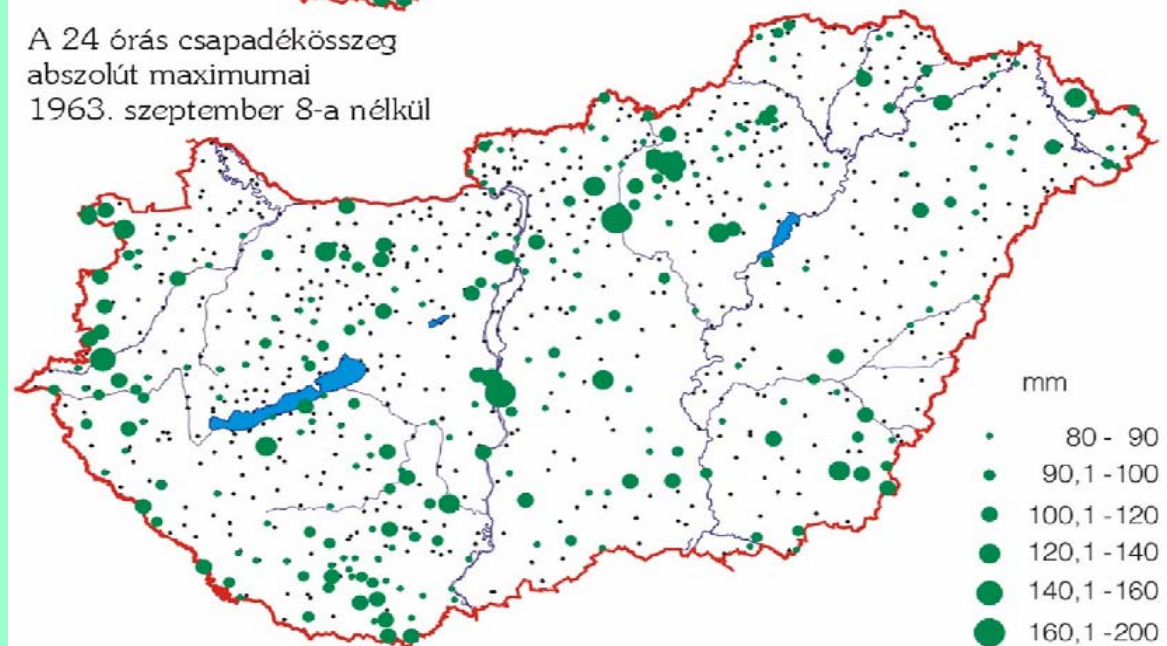 A 24 órás csapadékösszeg
abszolút maximumai
1963. szeptember 8-a nélkül
mm
80 - 90
90,1 -100
100,1 -120
120,1 -140
140,1 -160
160,1 -200